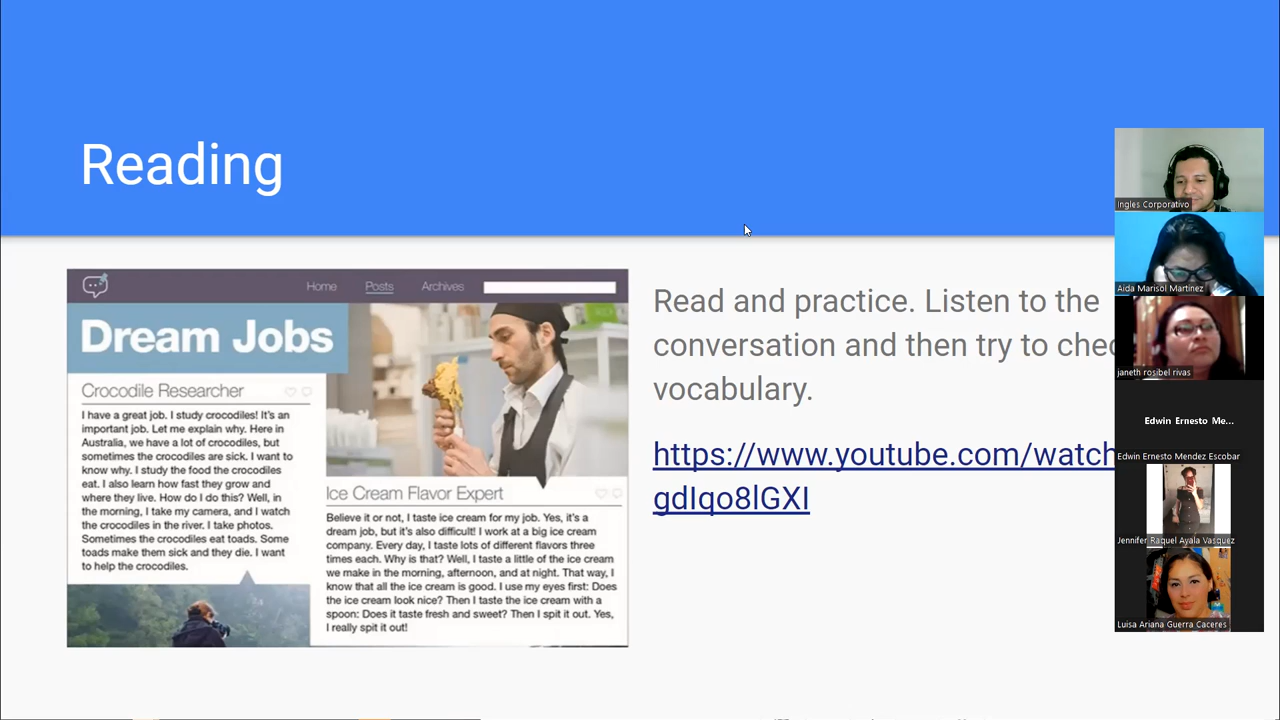 Reading
Home Posts Archives
Dream Jobs
Crocodile Researcher
I have a great job. I study crocodiles! It's an
important job. Let me explain why. Here in
Australia, we have a lot of crocodiles, but
sometimes the crocodiles are sick. I want to
know why. I study the food the crocodiles
eat. I also learn how fast they grow and
where they live. How do I do this? Well, in
the morning, I take my camera, and I watch
the crocodiles in the river. I take photos.
Sometimes the crocodiles eat toads. Some
toads make them sick and they die. I want
to help the crocodiles.
Ice Cream Flavor Expert
Believe it or not, I taste ice cream for my job. Yes, it's a
dream job, but it's also difficult! I work at a big ice cream
company. Every day, I taste lots of different flavors three
times each. Why is that? Well, I taste a little of the ice cream
we make in the morning, afternoon, and at night. That way, I
know that all the ice cream is good. I use my eyes first: Does
the ice cream look nice? Then I taste the ice cream with a
spoon: Does it taste fresh and sweet? Then I spit it out. Yes,
I really spit it out!
Read and practice. Listen to the
conversation and then try to chec
vocabulary.
https://www.youtube.com/watch
gdIqo8lGXI
Ingles Corporativo
Aida Marisol Martinez
janeth rosibel rivas
Edwin Ernesto Me...
Edwin Ernesto Mendez Escobar
Jennifer Raquel Ayala Vasquez
Luisa Ariana Guerra Caceres